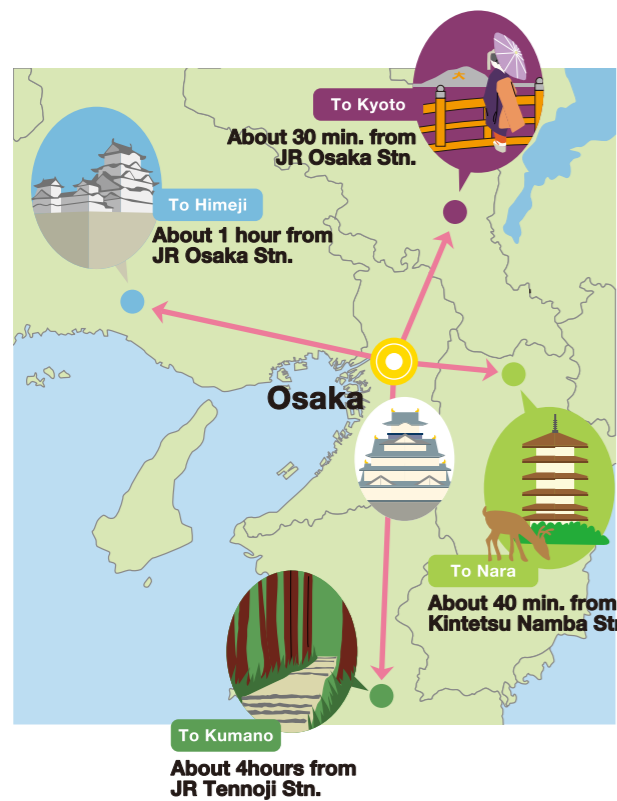 To Kyoto
About 30 min. from
JR Osaka Stn.
To Himeji
About 1 hour from
JR Osaka Stn.
Osaka
To Nara
About 40 min. from
Kintetsu Namba
To Kumano
About 4hours from
JR Tennoji Stn.